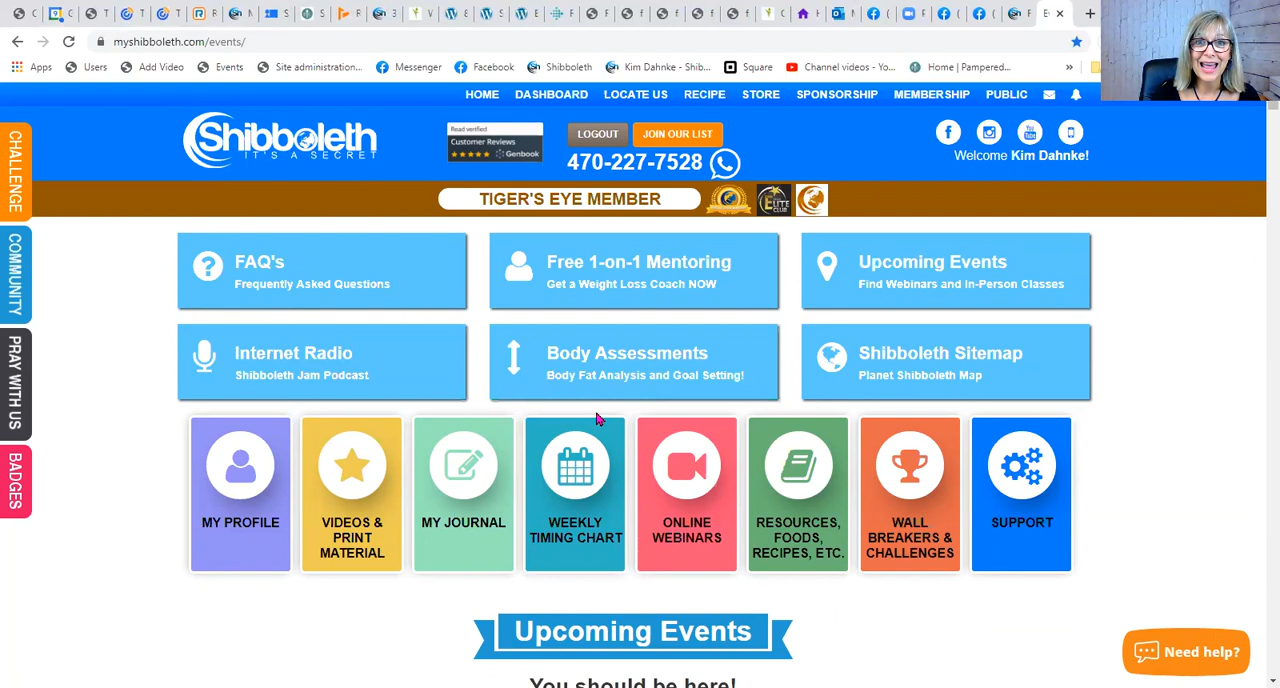 myshibboleth.com/events/
Apps Users Add Video Events Site administration... Messenger Faceb Shibboleth Kim Dahnke - Shib... Square Channel videos - Yo... Home | Pampered... »
HOME DASHBOARD LOCATE US RECIPE STORE SPONSORSHIP MEMBERSHIP PUBLIC
Shibboleth
IT'S A SECRET
Read verified
Customer Reviews
Genbook
LOGOUT
JOIN OUR LIST
470-227-7528
Welcome Kim Dahnke!
TIGER'S EYE MEMBER
ELITE
CLUB
CHALLENGE
COMMUNITY
PRAY WITH US
BADGES
FAQ's
Frequently Asked Questions
Free 1-on-1 Mentoring
Get a Weight Loss Coach NOW
Upcoming Events
Find Webinars and In-Person Classes
Internet Radio
Shibboleth Jam Podcast
Body Assessments
Body Fat Analysis and Goal Setting!
Shibboleth Sitemap
Planet Shibboleth Map
MY PROFILE
VIDEOS &
PRINT
MATERIAL
MY JOURNAL
WEEKLY
TIMING CHART
ONLINE
WEBINARS
RESOURCES,
FOODS,
RECIPES, ETC.
WALL
BREAKERS &
CHALLENGES
SUPPORT
Upcoming Events
You should be here!
Need help?